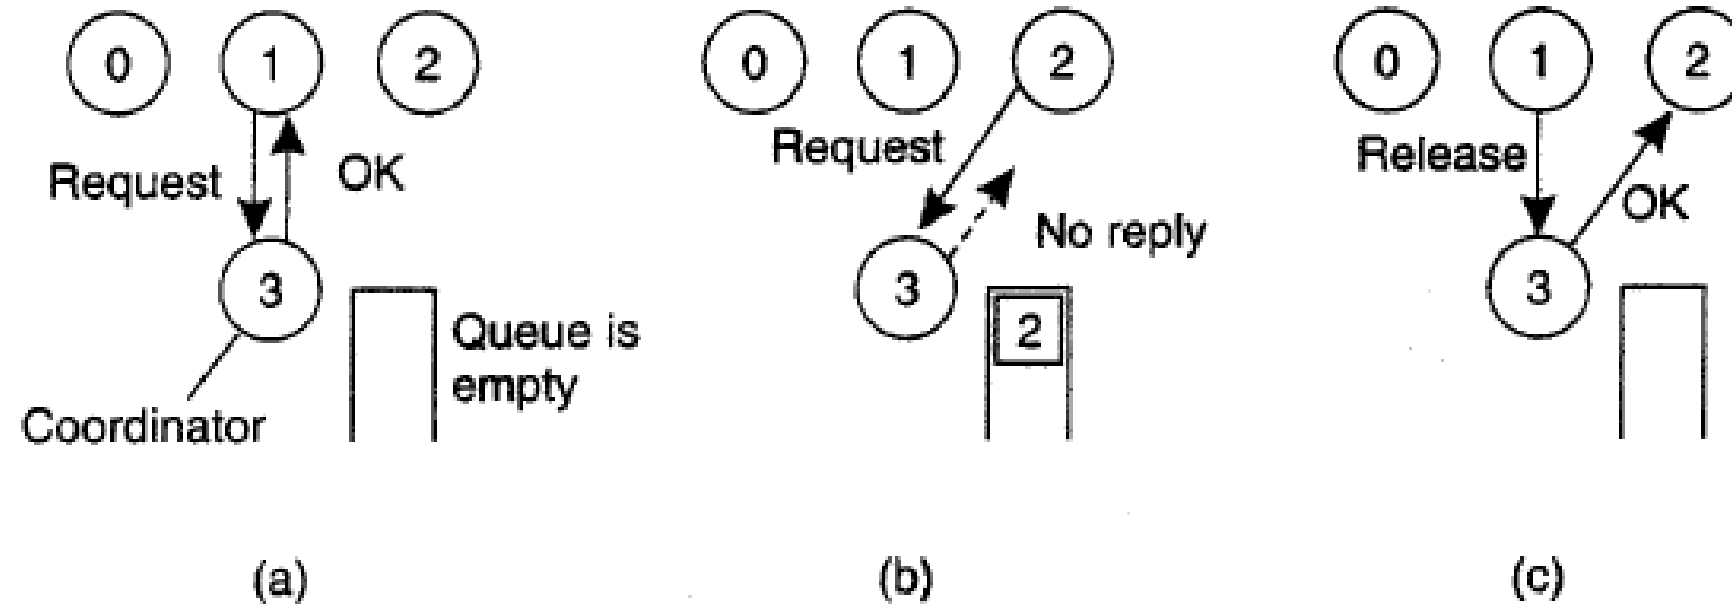 0 1 2
Request
OK
3
Queue is
empty
Coordinator
(a)
0 1 2
Request
No reply
3
2
(b)
0 1 2
Release
OK
3
(c)